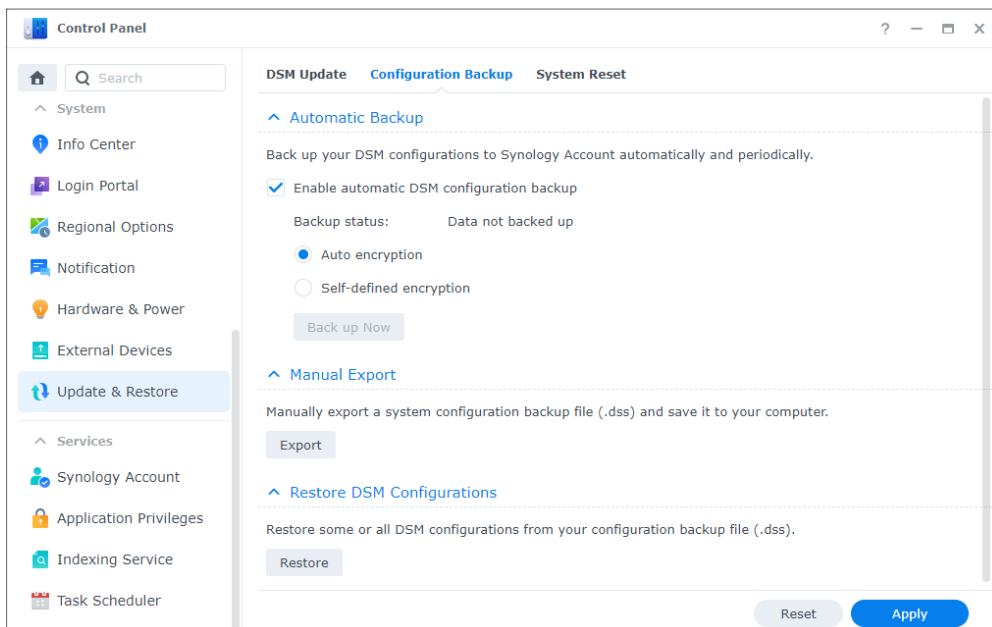 Control Panel
?
Search
System
Info Center
Login Portal
Regional Options
Notification
Hardware & Power
External Devices
Update & Restore
Services
Synology Account
Application Privileges
Indexing Service
Task Scheduler
DSM Update Configuration Backup System Reset
Automatic Backup
Back up your DSM configurations to Synology Account automatically and periodically.
Enable automatic DSM configuration backup
Backup status: Data not backed up
Auto encryption
Self-defined encryption
Back up Now
Manual Export
Manually export a system configuration backup file (.dss) and save it to your computer.
Export
Restore DSM Configurations
Restore some or all DSM configurations from your configuration backup file (.dss).
Restore
Reset Apply